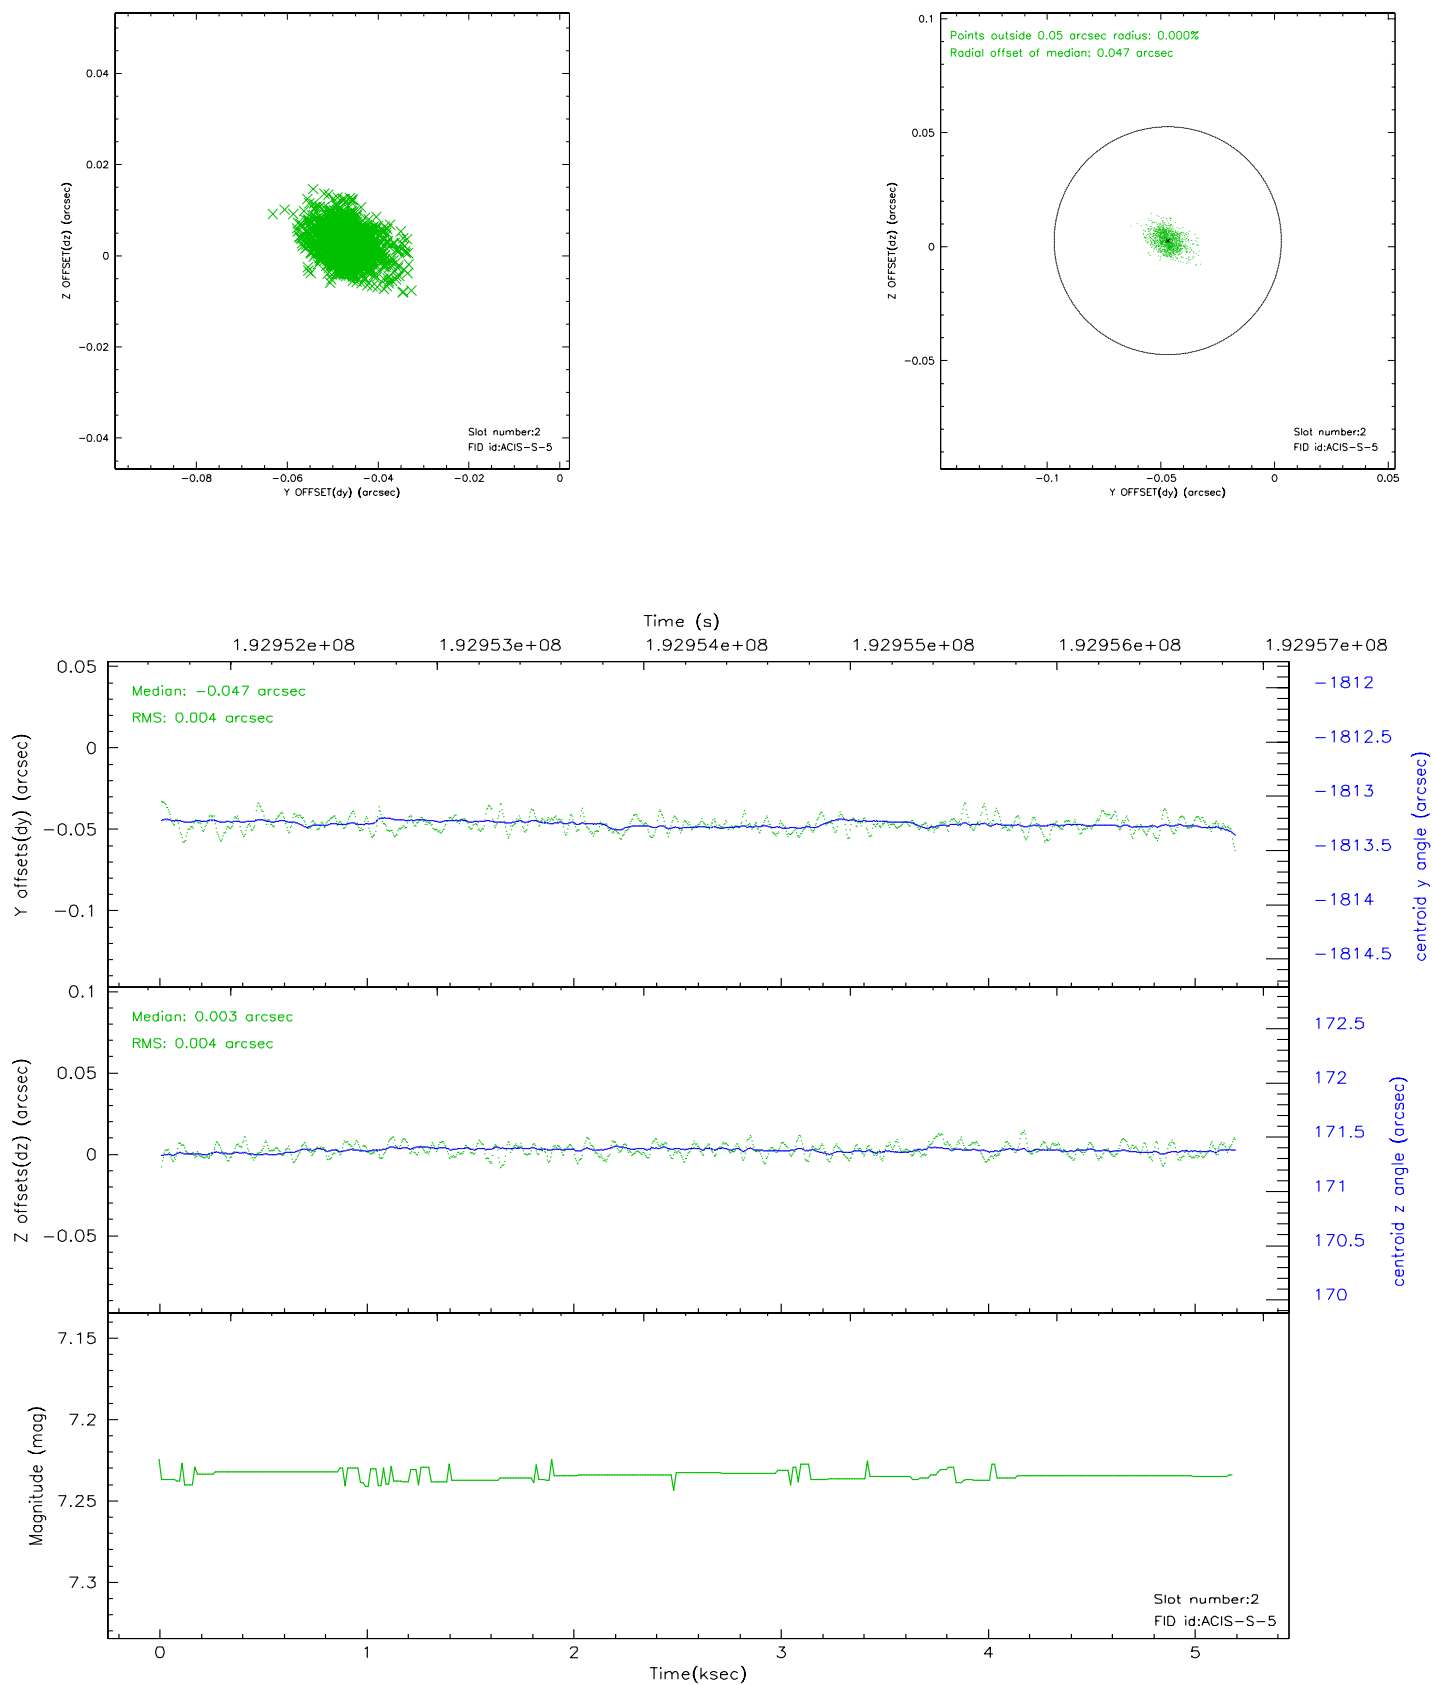 0.04
0.02
0
−0.02
−0.04
Z OFFSET(dz) (arcsec)
Slot number:2
FID id:ACIS−S−5
−0.08
−0.06
−0.04
−0.02
0
Y OFFSET(dy) (arcsec)
0.1
0.05
0
−0.05
Z OFFSET(dz) (arcsec)
Points outside 0.05 arcsec radius: 0.000%
Radial offset of median: 0.047 arcsec
Slot number:2
FID id:ACIS−S−5
−0.1
−0.05
0
0.05
Y OFFSET(dy) (arcsec)
Time (s)
1.92952e+08
1.92953e+08
1.92954e+08
1.92955e+08
1.92956e+08
1.92957e+08
0.05
0
−0.05
−0.1
Y offsets(dy) (arcsec)
Median: −0.047 arcsec
RMS: 0.004 arcsec
−1812
−1812.5
−1813
−1813.5
−1814
−1814.5
centroid y angle (arcsec)
0.1
0.05
0
−0.05
Z offsets(dz) (arcsec)
Median: 0.003 arcsec
RMS: 0.004 arcsec
172.5
172
171.5
171
170.5
170
centroid z angle (arcsec)
7.15
7.2
7.25
7.3
Magnitude (mag)
Slot number:2
FID id:ACIS−S−5
0
1
2
3
4
5
Time(ksec)